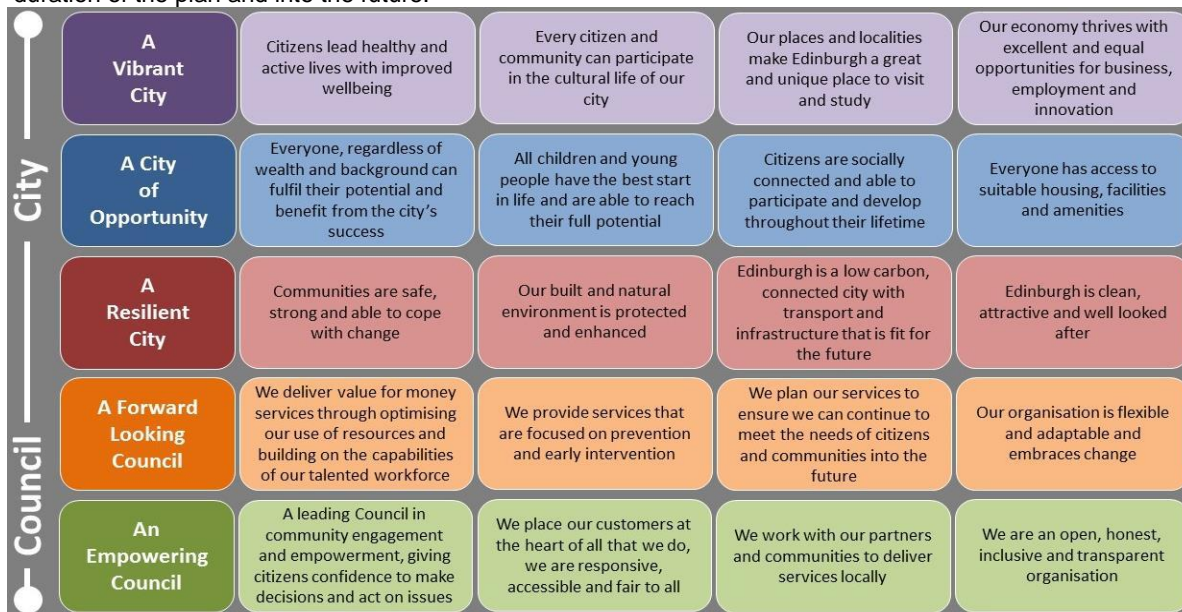 duration of the plan and into the future.
A
Vibrant
City
Citizens lead healthy and
active lives with improved
wellbeing
Every citizen and
community can participate
in the cultural life of our
city
Our places and localities
make Edinburgh a great
and unique place to visit
and study
Our economy thrives with
excellent and equal
opportunities for business,
employment and
innovation
City
A City
of
Opportunity
Everyone, regardless of
wealth and background can
fulfil their potential and
benefit from the city's
success
All children and young
people have the best start
in life and are able to reach
their full potential
Citizens are socially
connected and able to
participate and develop
throughout their lifetime
Everyone has access to
suitable housing, facilities
and amenities
A
Resilient
City
Communities are safe,
strong and able to cope
with change
Our built and natural
environment is protected
and enhanced
Edinburgh is a low carbon,
connected city with
transport and
infrastructure that is fit for
the future
Edinburgh is clean,
attractive and well looked
after
Council
A Forward
Looking
Council
We deliver value for money
services through optimising
our use of resources and
building on the capabilities
of our talented workforce
We provide services that
are focused on prevention
and early intervention
We plan our services to
ensure we can continue to
meet the needs of citizens
and communities into the
future
Our organisation is flexible
and adaptable and
embraces change
An
Empowering
Council
A leading Council in
community engagement
and empowerment, giving
citizens confidence to make
decisions and act on issues
We place our customers at
the heart of all that we do,
we are responsive,
accessible and fair to all
We work with our partners
and communities to deliver
services locally
We are an open, honest,
inclusive and transparent
organisation